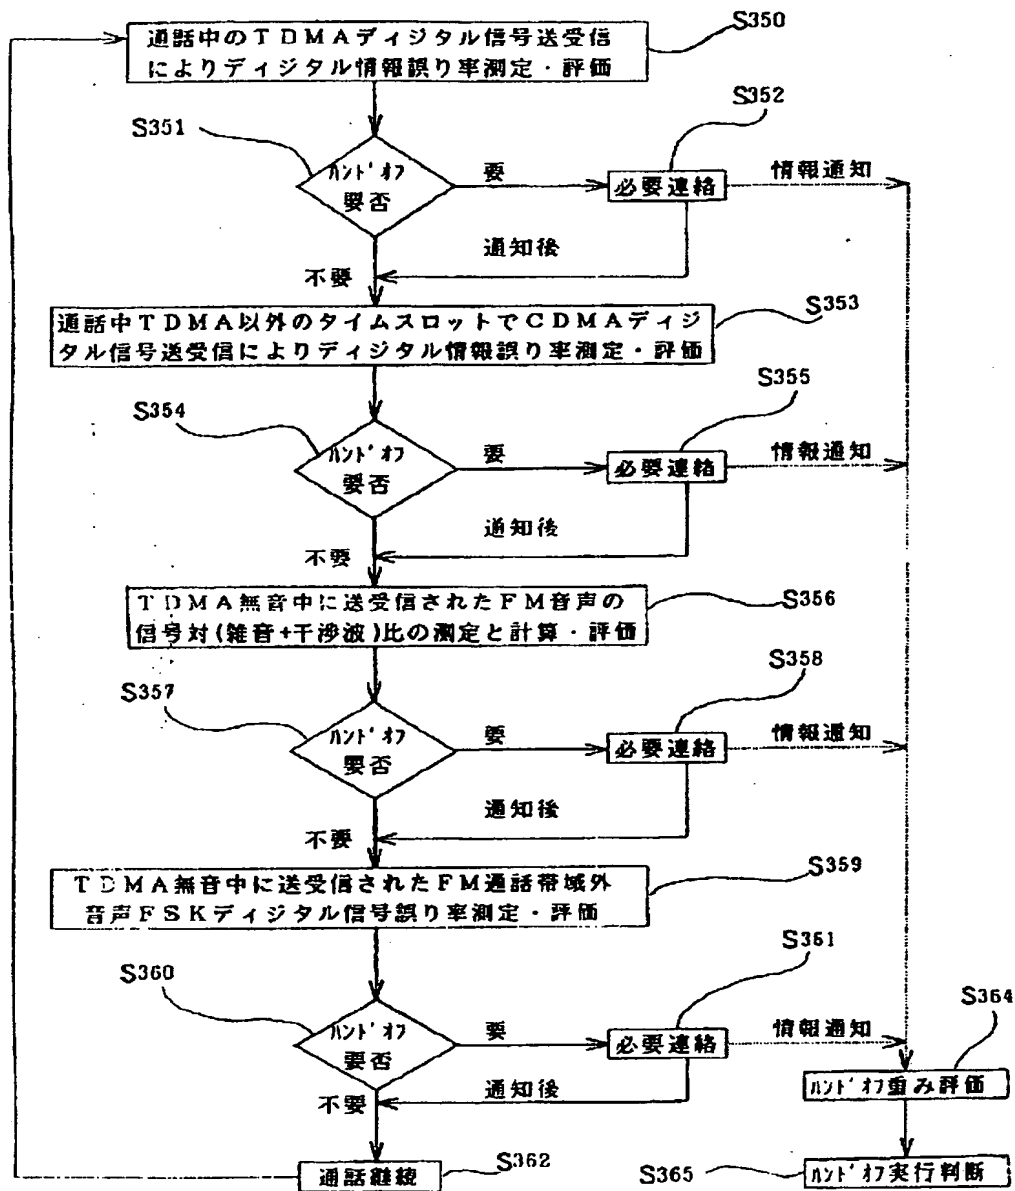 S350
通話中のTDMAディジタル信号送受信
によりディジタル情報誤り率測定・評価
S351
S352
ﾊﾝﾄﾞｵﾌ
要否
要
必要連絡
情報通知
通知後
不要
S353
通話中TDMA以外のタイムスロットでCDMAディジ
タル信号送受信によりディジタル情報誤り率測定・評価
S354
S355
ﾊﾝﾄﾞｵﾌ
要否
要
必要連絡
情報通知
通知後
不要
S356
TDMA無音中に送受信されたFM音声の
信号対(雑音+干渉波)比の測定と計算・評価
S357
S358
ﾊﾝﾄﾞｵﾌ
要否
要
必要連絡
情報通知
通知後
不要
S359
TDMA無音中に送受信されたFM通話帯域外
音声FSKディジタル信号誤り率測定・評価
S360
S361
ﾊﾝﾄﾞｵﾌ
要否
要
必要連絡
情報通知
通知後
不要
S364
ﾊﾝﾄﾞｵﾌ重み評価
S362
通話継続
S365
ﾊﾝﾄﾞｵﾌ実行判断